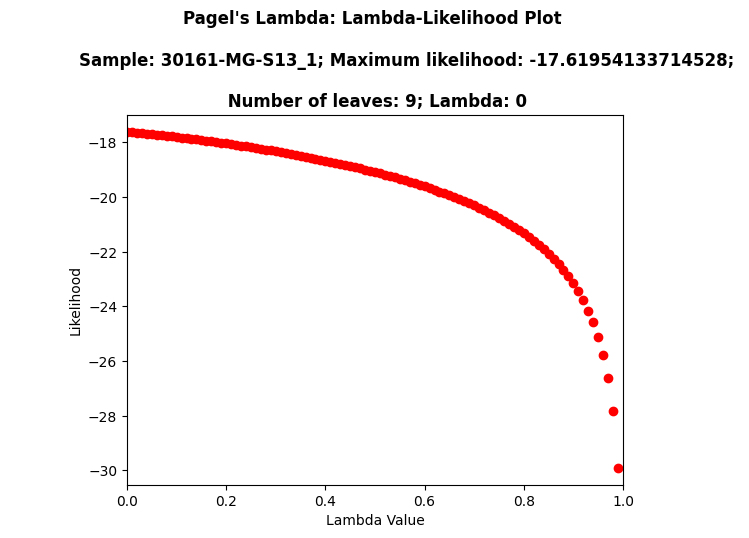 Pagel's Lambda: Lambda-Likelihood Plot
Sample: 30161-MG-S13_1; Maximum likelihood: -17.61954133714528;
Number of leaves: 9; Lambda: 0
−18
−20
−22
−24
−26
−28
−30
Likelihood
0.0 0.2 0.4 0.6 0.8 1.0
Lambda Value